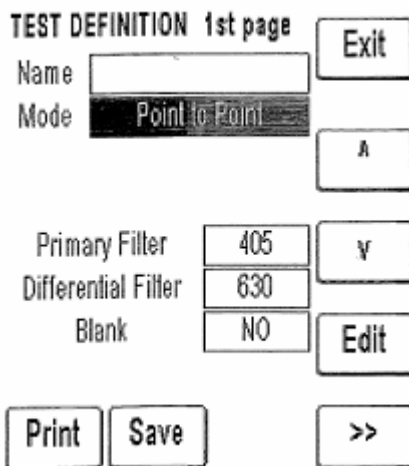 TEST DEFINITION 1st page
Exit
Name
Mode Point to Point
Λ
Primary Filter 405
V
Differential Filter 630
Blank NO
Edit
Print Save >>